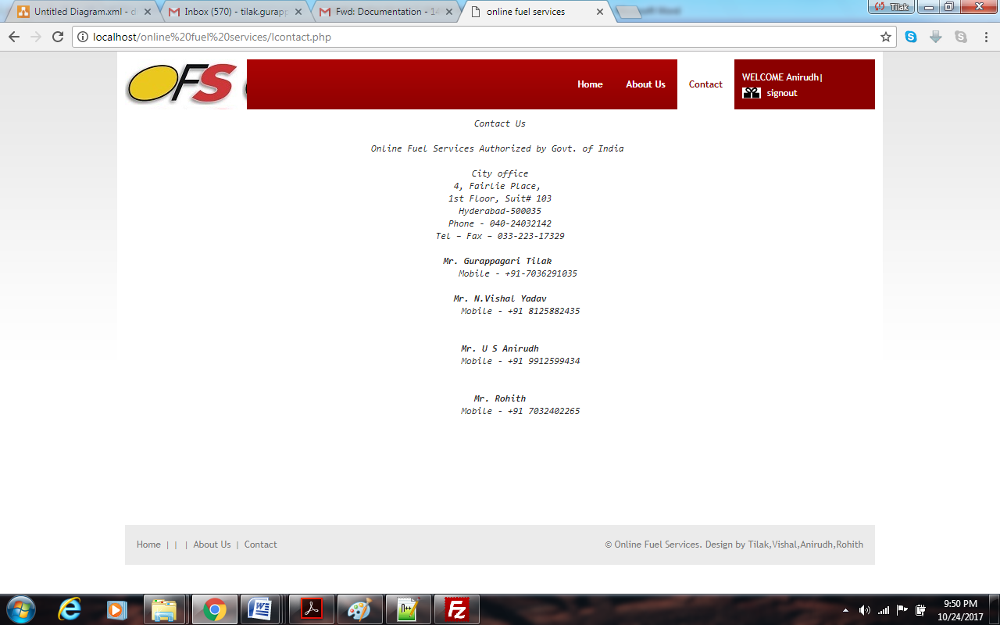 Untitled Diagram.xml - d
Inbox (570) - tilak.gurapp
Fwd: Documentation - 14
online fuel services
Tilak
localhost/online%20fuel%20services/lcontact.php
OFS
Home
About Us
Contact
WELCOME Anirudh|
signout
Contact Us
Online Fuel Services Authorized by Govt. of India
City office
4, Fairlie Place,
1st Floor, Suit# 103
Hyderabad-500035
Phone - 040-24032142
Tel – Fax – 033-223-17329
Mr. Gurappagari Tilak
Mobile - +91-7036291035
Mr. N.Vishal Yadav
Mobile - +91 8125882435
Mr. U S Anirudh
Mobile - +91 9912599434
Mr. Rohith
Mobile - +91 7032402265
Home | | | About Us | Contact
© Online Fuel Services. Design by Tilak,Vishal,Anirudh,Rohith
9:50 PM
10/24/2017